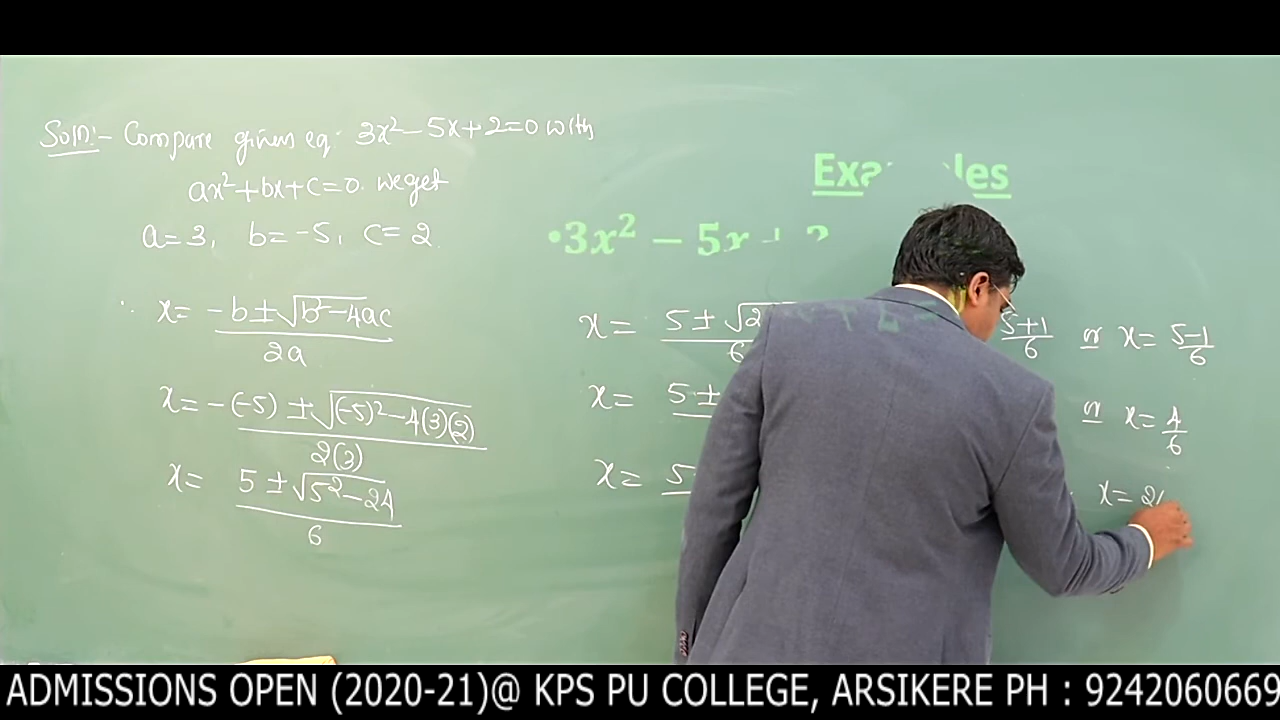 Soln:- Compare given eq. 3x² - 5x + 2 = 0 with
ax² + bx + c = 0. we get
a = 3, b = -5, c = 2.
∴ x = -b ± √b² - 4ac / 2a
x = -(-5) ± √(-5)² - 4(3)(2) / 2(3)
x = 5 ± √5² - 24 / 6
Exa les
•3x² − 5x +
x = 5 ± √2 / 6
x = 5 ±
x = 5
5+1 / 6 or x = 5-1 / 6
or x = 4/6
x = 2/
ADMISSIONS OPEN (2020-21)@ KPS PU COLLEGE, ARSIKERE PH : 9242060669